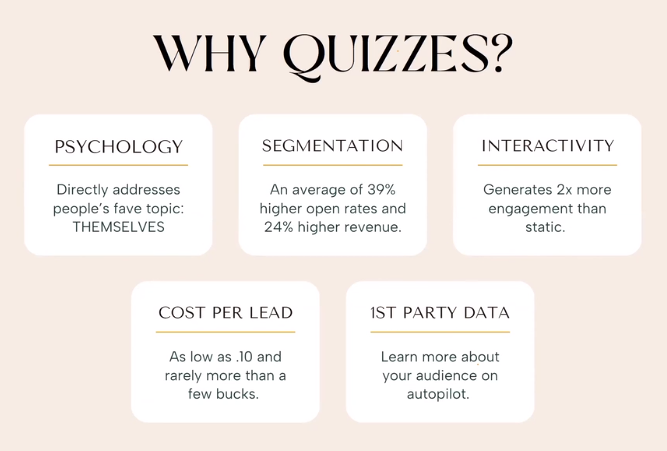 WHY QUIZZES?
PSYCHOLOGY
Directly addresses
people's fave topic:
THEMSELVES
SEGMENTATION
An average of 39%
higher open rates and
24% higher revenue.
INTERACTIVITY
Generates 2x more
engagement than
static.
COST PER LEAD
As low as .10 and
rarely more than a
few bucks.
1ST PARTY DATA
Learn more about
your audience on
autopilot.